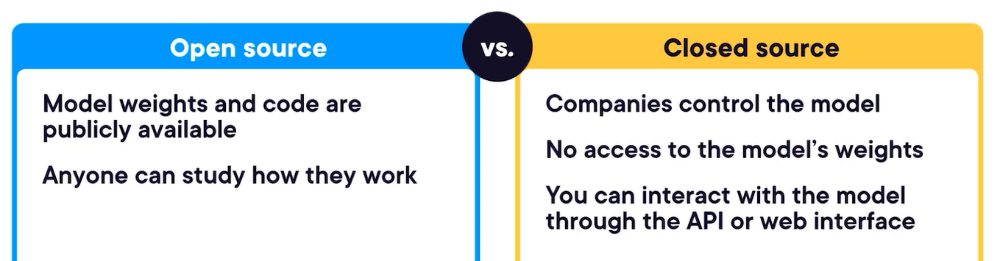 Open source
vs.
Closed source
Model weights and code are
publicly available
Anyone can study how they work
Companies control the model
No access to the model’s weights
You can interact with the model
through the API or web interface